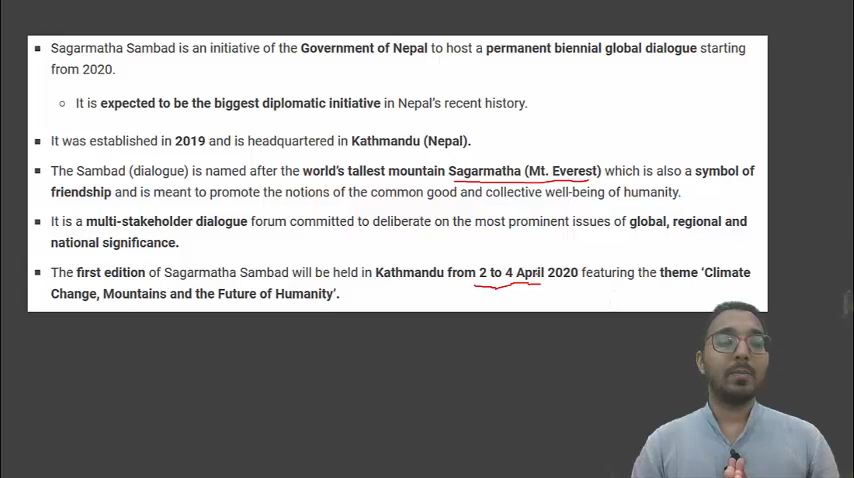 Sagarmatha Sambad is an initiative of the Government of Nepal to host a permanent biennial global dialogue starting
from 2020.
It is expected to be the biggest diplomatic initiative in Nepal's recent history.
It was established in 2019 and is headquartered in Kathmandu (Nepal).
The Sambad (dialogue) is named after the world's tallest mountain Sagarmatha (Mt. Everest) which is also a symbol of
friendship and is meant to promote the notions of the common good and collective well-being of humanity.
It is a multi-stakeholder dialogue forum committed to deliberate on the most prominent issues of global, regional and
national significance.
The first edition of Sagarmatha Sambad will be held in Kathmandu from 2 to 4 April 2020 featuring the theme 'Climate
Change, Mountains and the Future of Humanity'.